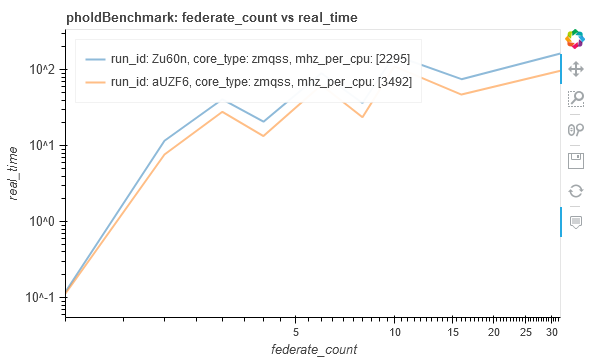 pholdBenchmark: federate_count vs real_time
run_id: Zu60n, core_type: zmqss, mhz_per_cpu: [2295]
run_id: aUZF6, core_type: zmqss, mhz_per_cpu: [3492]
real_time
10^2
10^1
10^0
10^-1
5
10
15
20
25
30
federate_count